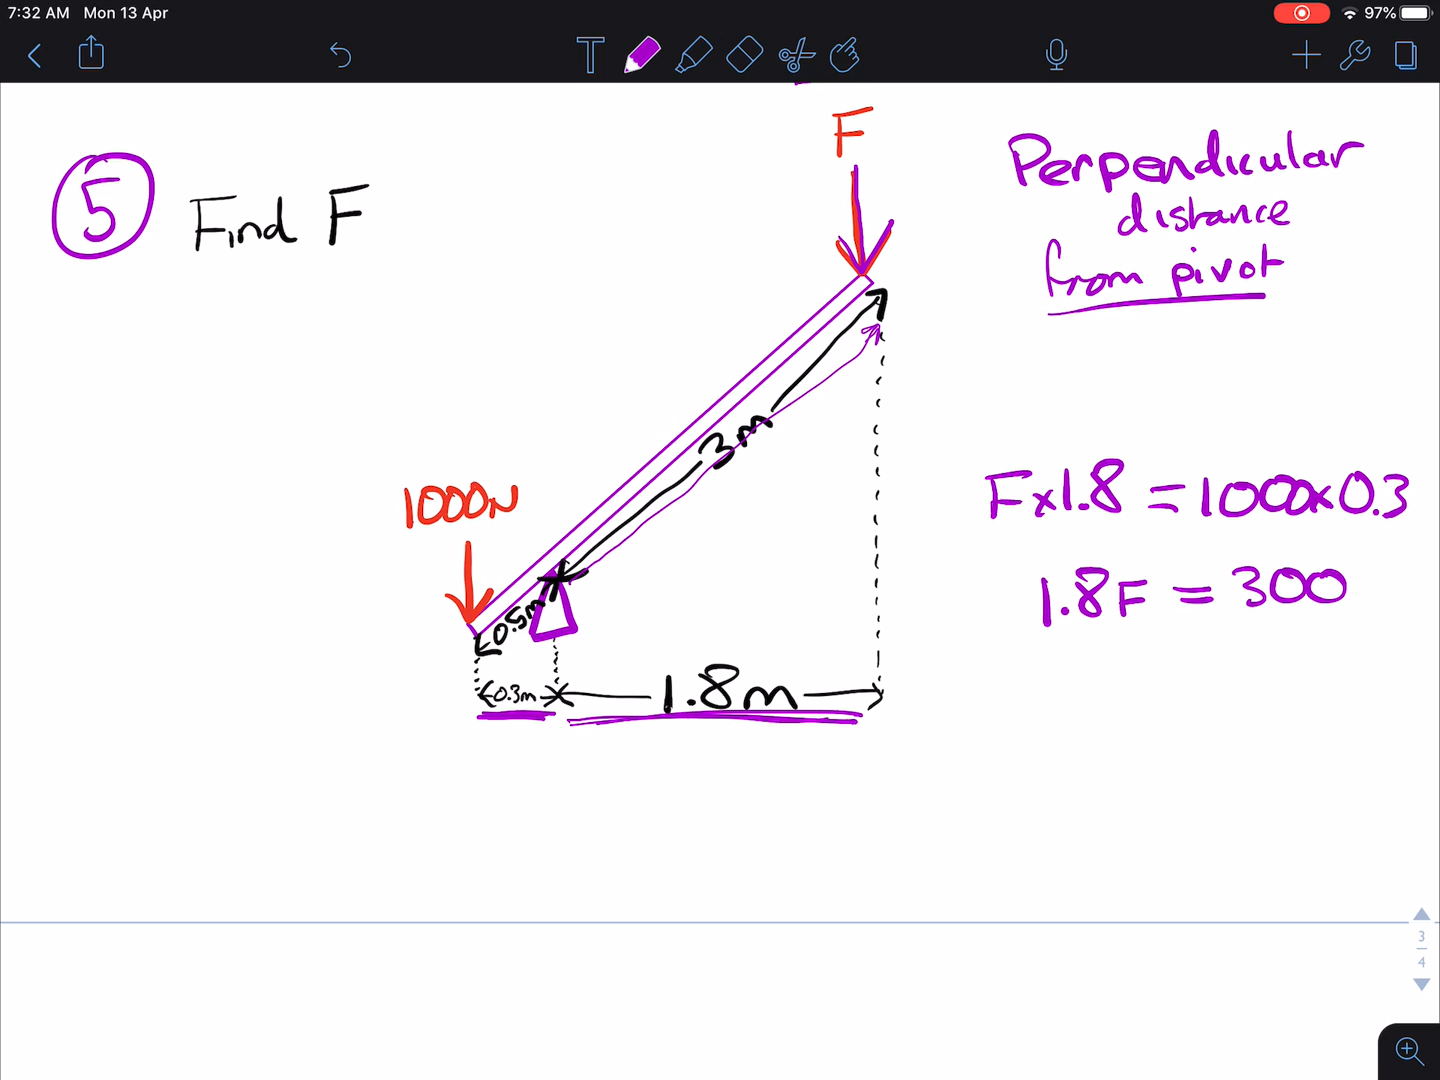 7:32 AM Mon 13 Apr
97%
T
5
Find F
F
Perpendicular
distance
from pivot
3m
1000N
F×1.8 = 1000×0.3
1.8F = 300
0.5m
0.3m
1.8m
3
4